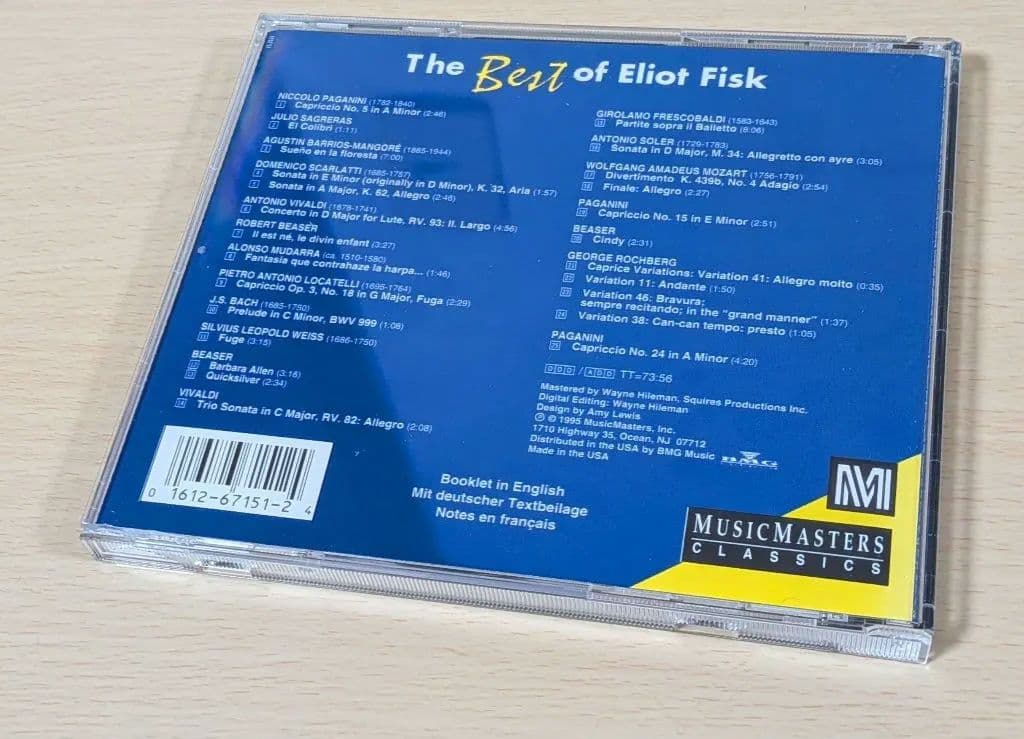 The Best of Eliot Fisk
NICCOLO PAGANINI (1782-1840)
1 Capriccio No. 5 in A Minor (2:46)
JULIO SAGRERAS
2 El Colibri (1:11)
AGUSTIN BARRIOS-MANGORÉ (1885-1944)
3 Sueño en la floresta (7:00)
DOMENICO SCARLATTI (1685-1757)
4 Sonata in E Minor (originally in D Minor), K. 32, Aria (1:57)
5 Sonata in A Major, K. 62, Allegro (2:46)
ANTONIO VIVALDI (1678-1741)
6 Concerto in D Major for Lute, RV. 93: II. Largo (4:56)
ROBERT BEASER
7 Il est né, le divin enfant (3:27)
ALONSO MUDARRA (ca. 1510-1580)
8 Fantasia que contrahaze la harpa... (1:46)
PIETRO ANTONIO LOCATELLI (1695-1764)
9 Capriccio Op. 3, No. 18 in G Major, Fuga (2:29)
J.S. BACH (1685-1750)
10 Prelude in C Minor, BWV 999 (1:08)
SILVIUS LEOPOLD WEISS (1686-1750)
11 Fuge (3:15)
BEASER
12 Barbara Allen (3:16)
13 Quicksilver (2:34)
VIVALDI
14 Trio Sonata in C Major, RV. 82: Allegro (2:08)
GIROLAMO FRESCOBALDI (1583-1643)
15 Partite sopra il Balletto (6:06)
ANTONIO SOLER (1729-1783)
16 Sonata in D Major, M. 34: Allegretto con ayre (3:05)
WOLFGANG AMADEUS MOZART (1756-1791)
17 Divertimento K. 439b, No. 4 Adagio (2:54)
18 Finale: Allegro (2:27)
PAGANINI
19 Capriccio No. 15 in E Minor (2:51)
BEASER
20 Cindy (2:31)
GEORGE ROCHBERG
21 Caprice Variations: Variation 41: Allegro molto (0:35)
22 Variation 11: Andante (1:50)
23 Variation 46: Bravura;
sempre recitando; in the "grand manner" (1:37)
24 Variation 38: Can-can tempo: presto (1:05)
PAGANINI
25 Capriccio No. 24 in A Minor (4:20)
DDD / ADD TT=73:56
Mastered by Wayne Hileman, Squires Productions Inc.
Digital Editing: Wayne Hileman
Design by Amy Lewis
℗ © 1995 MusicMasters, Inc.
1710 Highway 35, Ocean, NJ 07712
Distributed in the USA by BMG Music
BMG
Made in the USA
0 1612-67151-2 4
Booklet in English
Mit deutscher Textbeilage
Notes en français
MM
MUSICMASTERS
CLASSICS